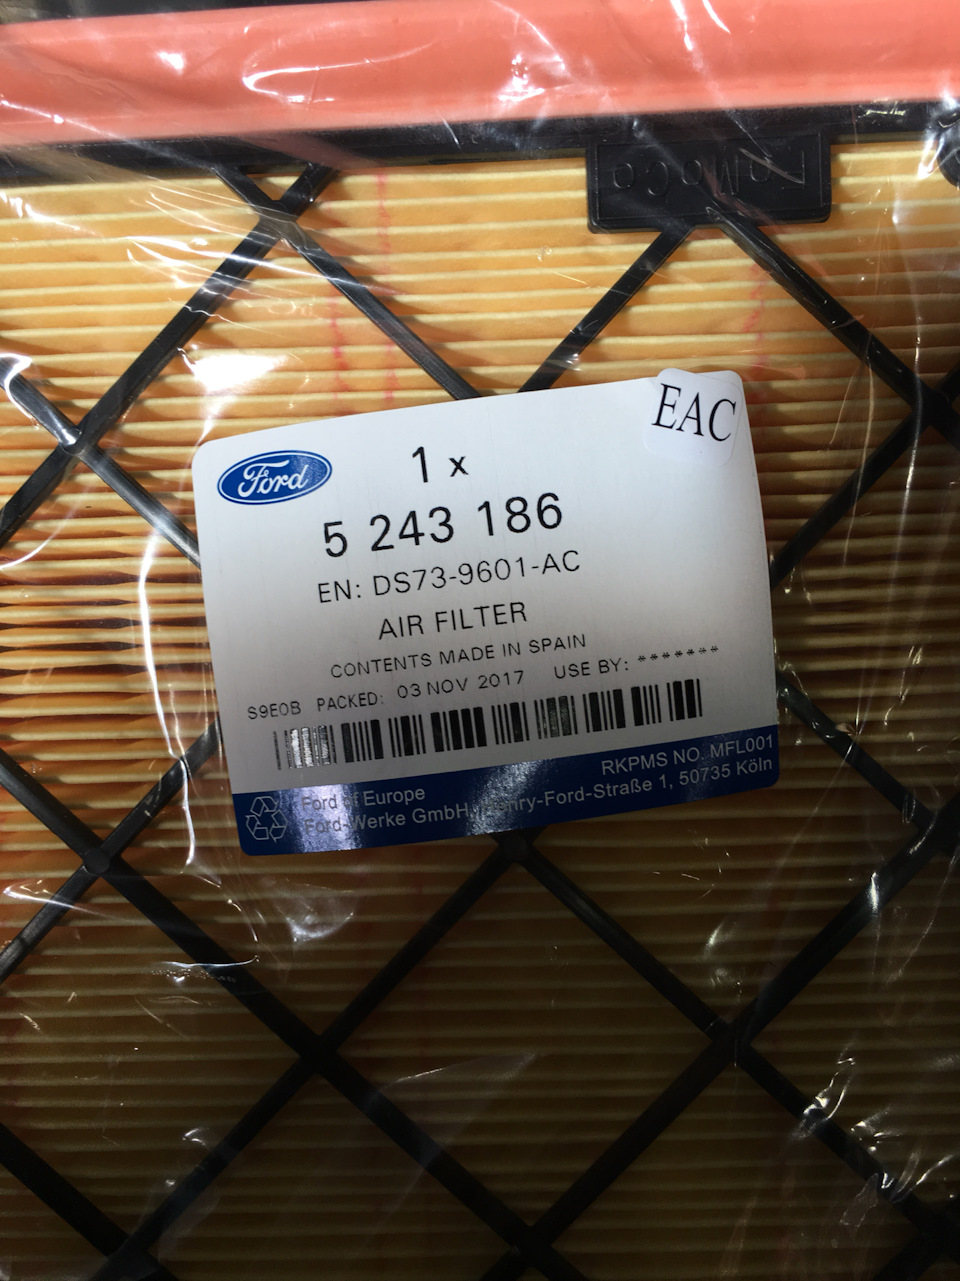 FoMoCo
EAC
Ford
1 x
5 243 186
EN: DS73-9601-AC
AIR FILTER
CONTENTS MADE IN SPAIN
S9E0B PACKED: 03 NOV 2017 USE BY: *******
RKPMS NO. MFL001
Ford of Europe
Ford-Werke GmbH, Henry-Ford-Straße 1, 50735 Köln